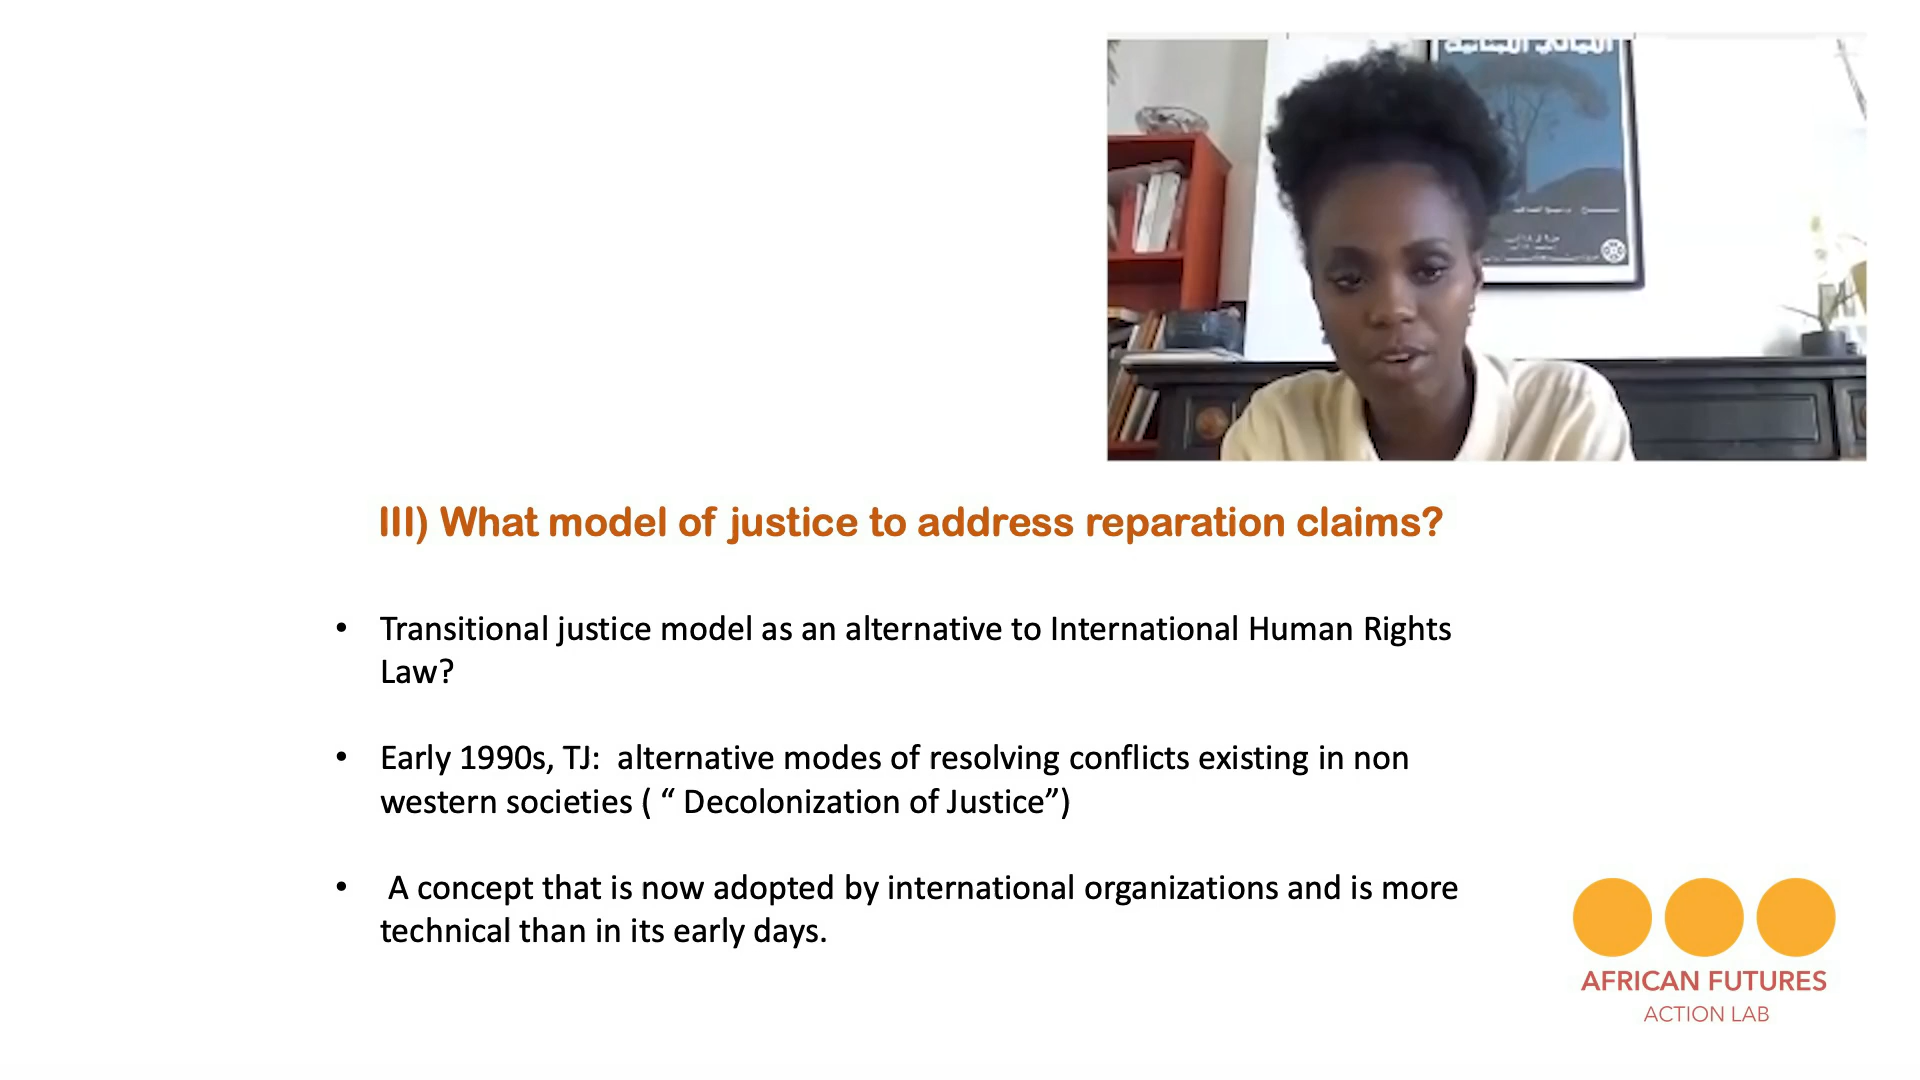 الليالي اللبنانية
III) What model of justice to address reparation claims?
• Transitional justice model as an alternative to International Human Rights
Law?
• Early 1990s, TJ:  alternative modes of resolving conflicts existing in non
western societies ( “ Decolonization of Justice”)
•  A concept that is now adopted by international organizations and is more
technical than in its early days.
AFRICAN FUTURES
ACTION LAB